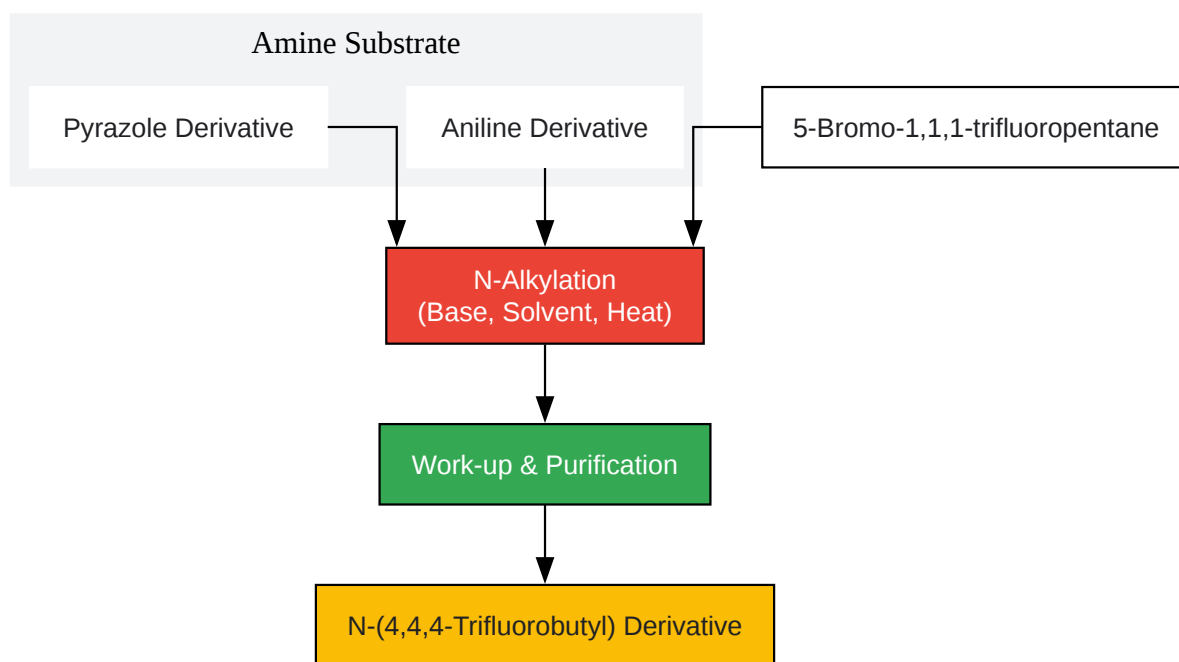 Amine Substrate
Pyrazole Derivative
Aniline Derivative
5-Bromo-1,1,1-trifluoropentane
N-Alkylation
(Base, Solvent, Heat)
Work-up & Purification
N-(4,4,4-Trifluorobutyl) Derivative